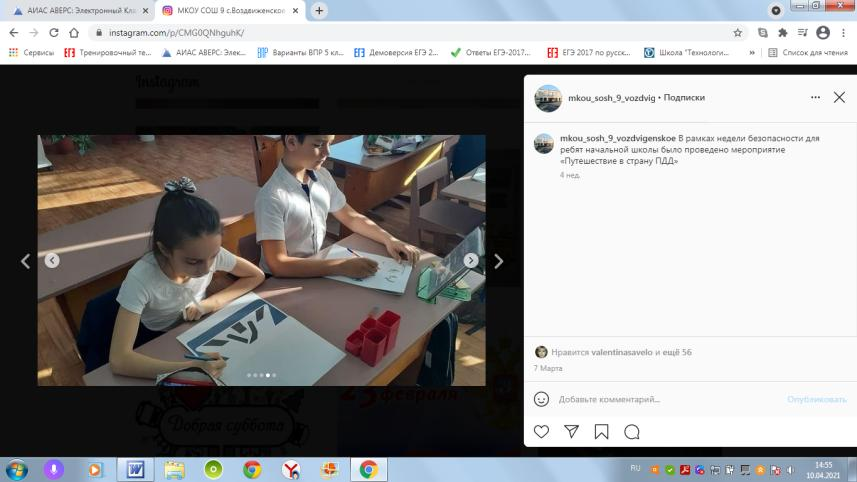 АИАС АВЕРС: Электронный Кла
МКОУ СОШ 9 с.Воздвиженское
instagram.com/p/CMG0QNhguhK/
Сервисы
Тренировочный те...
АИАС АВЕРС: Элек...
Варианты ВПР 5 кл...
Демоверсия ЕГЭ 2...
Ответы ЕГЭ-2017...
ЕГЭ 2017 по русск...
Школа "Технологи...
»
Список для чтения
Instagram
mkou_sosh_9_vozdvig • Подписки
mkou_sosh_9_vozdvigenskoe В рамках недели безопасности для
ребят начальной школы было проведено мероприятие
«Путешествие в страну ПДД»
4 нед.
Нравится valentinasavelo и ещё 56
7 Марта
Добавьте комментарий...
Опубликовать
Добрая суббота
23 февраля
RU
14:55
10.04.2021